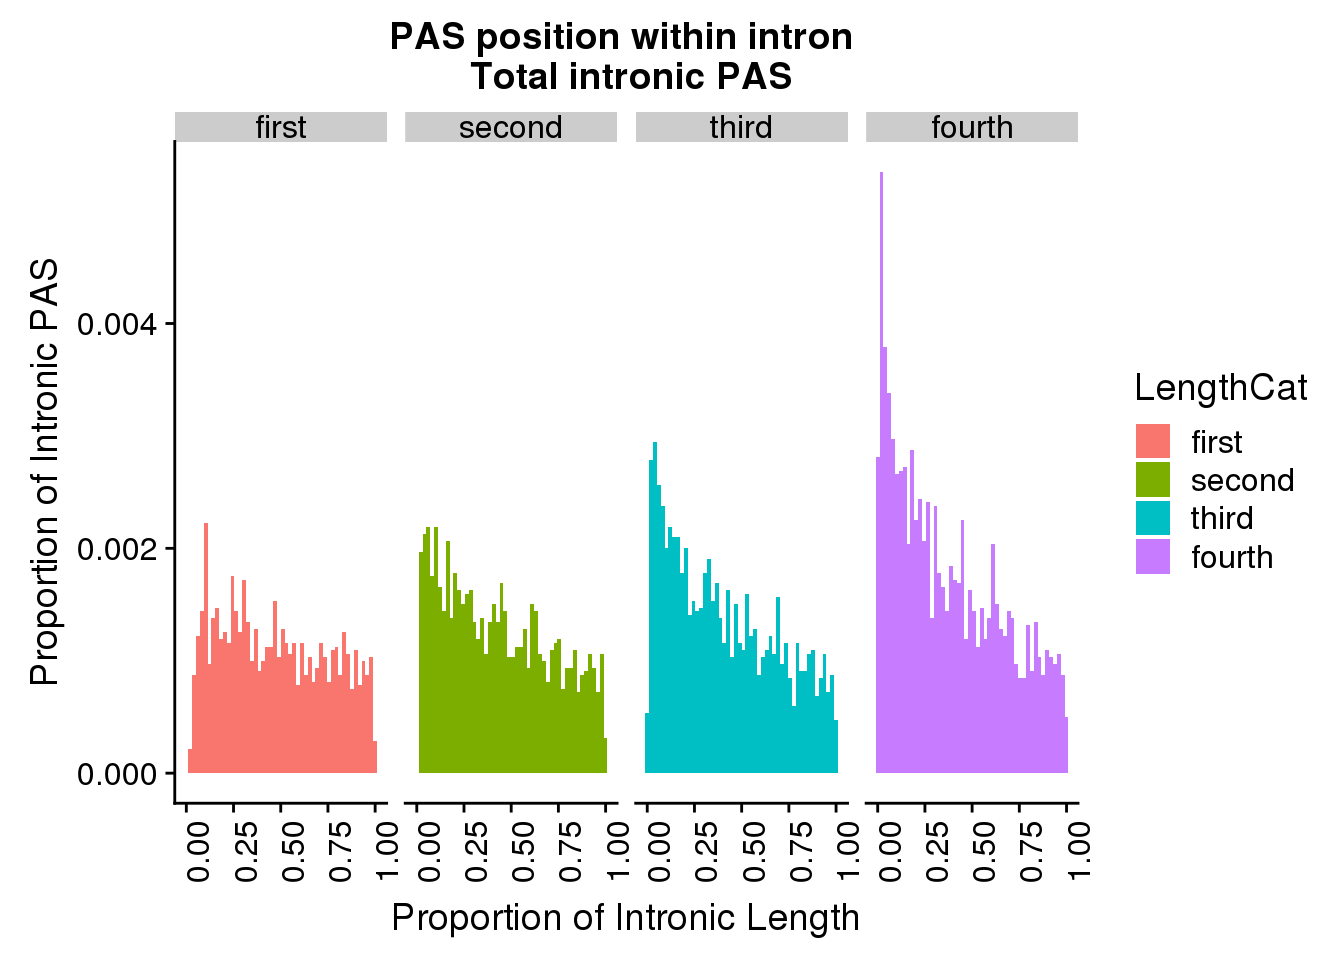 PAS position within intron
Total intronic PAS
first second third fourth
Proportion of Intronic PAS
0.004
0.002
0.000
0.00 0.25 0.50 0.75 1.00 0.00 0.25 0.50 0.75 1.00 0.00 0.25 0.50 0.75 1.00 0.00 0.25 0.50 0.75 1.00
Proportion of Intronic Length
LengthCat
first
second
third
fourth